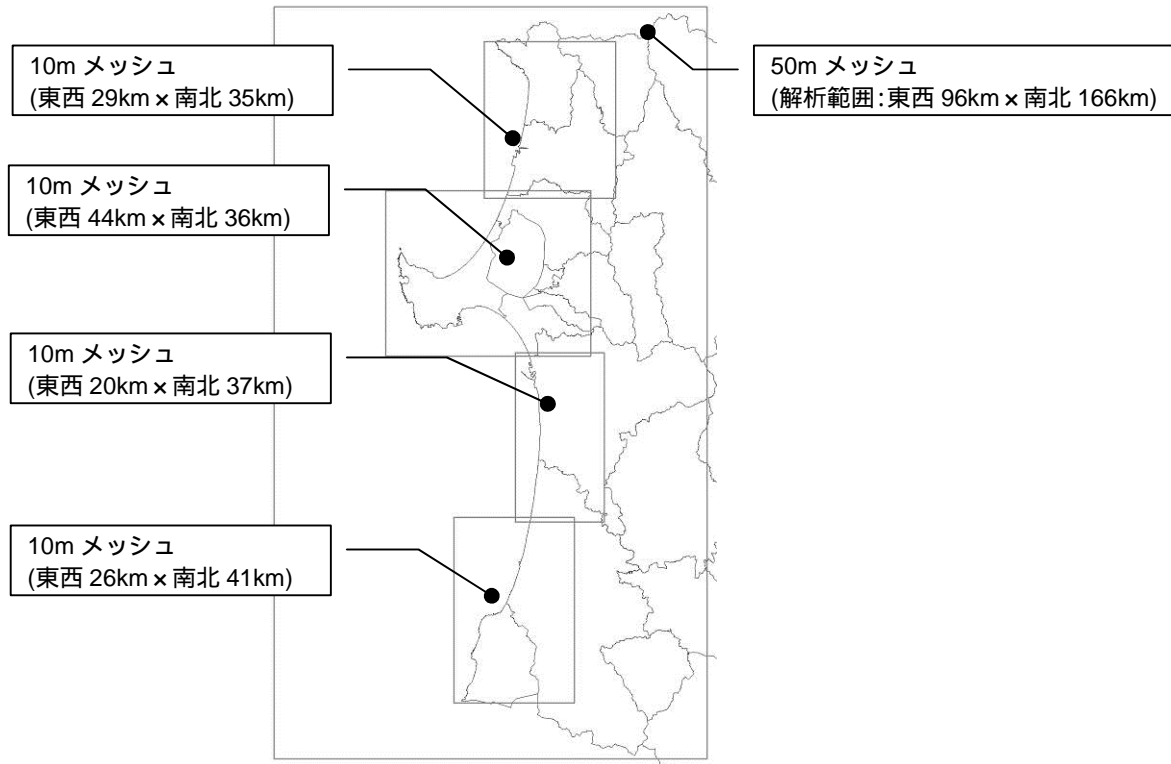 10m メッシュ
(東西 29km × 南北 35km)
50m メッシュ
(解析範囲:東西 96km × 南北 166km)
10m メッシュ
(東西 44km × 南北 36km)
10m メッシュ
(東西 20km × 南北 37km)
10m メッシュ
(東西 26km × 南北 41km)